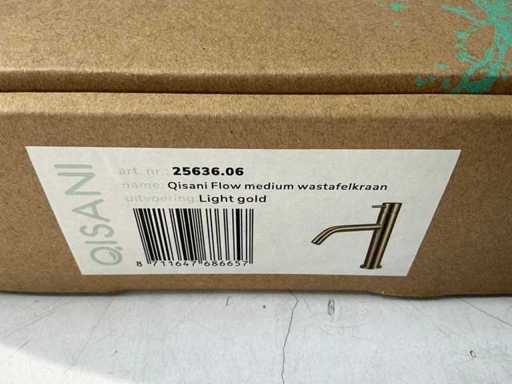 QISANI
art. nr.: 25636.06
name: Qisani Flow medium wastafelkraan
uitvoering: Light gold
8 711647 686657